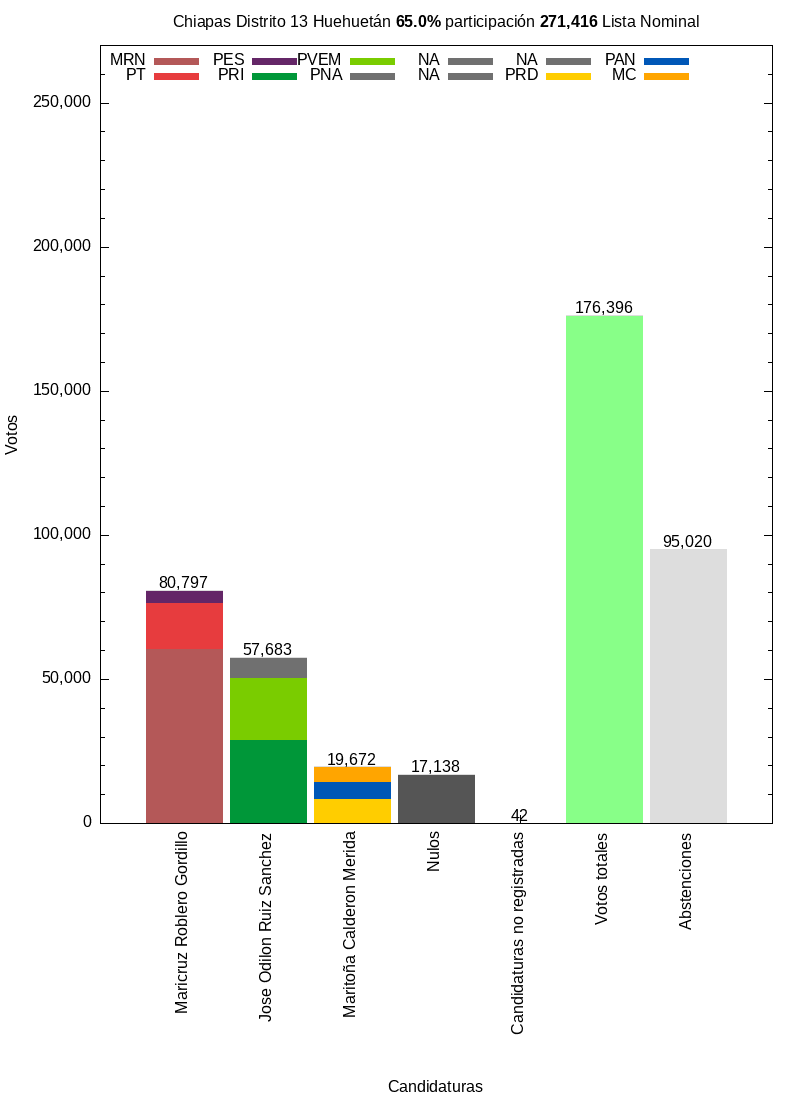 Chiapas Distrito 13 Huehuetán 65.0% participación 271,416 Lista Nominal
MRN PES PVEM NA NA PAN
PT PRI PNA NA PRD MC
250,000
200,000
150,000
100,000
50,000
0
Votos
80,797
57,683
19,672
17,138
42
176,396
95,020
Maricruz Roblero Gordillo
Jose Odilon Ruiz Sanchez
Maritoña Calderon Merida
Nulos
Candidaturas no registradas
Votos totales
Abstenciones
Candidaturas